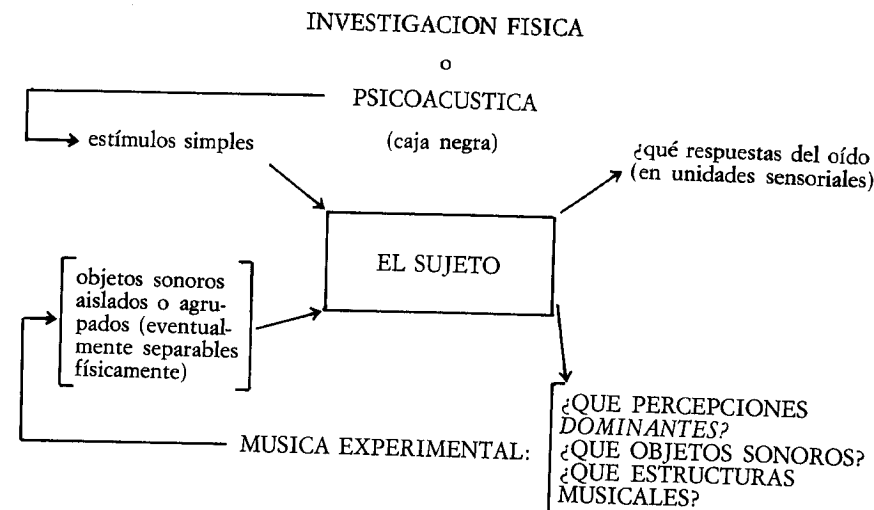 INVESTIGACION FISICA
o
PSICOACUSTICA
estímulos simples
(caja negra)
¿qué respuestas del oído
(en unidades sensoriales)
EL SUJETO
objetos sonoros
aislados o agru-
pados (eventual-
mente separables
físicamente)
MUSICA EXPERIMENTAL:
¿QUE PERCEPCIONES
DOMINANTES?
¿QUE OBJETOS SONOROS?
¿QUE ESTRUCTURAS
MUSICALES?